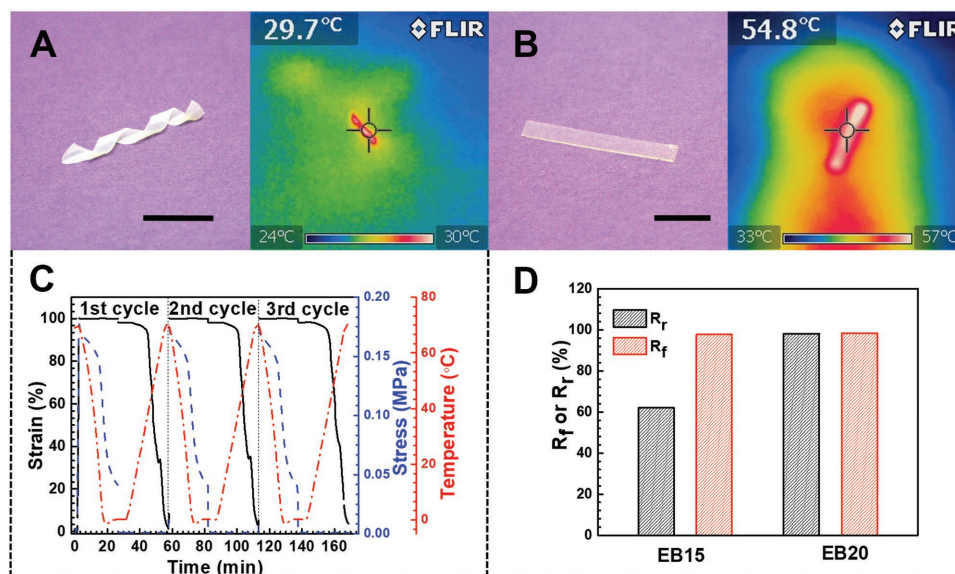 A
29.7°C
FLIR
24°C
30°C
B
54.8°C
FLIR
33°C
57°C
C
1st cycle
2nd cycle
3rd cycle
Strain (%)
100
80
60
40
20
0
0 20 40 60 80 100 120 140 160
Time (min)
0.20
0.15
0.10
0.05
0.00
Stress (MPa)
80
60
40
20
0
Temperature (°C)
D
Rf or Rr (%)
120
100
80
60
40
20
0
Rr
Rf
EB15
EB20